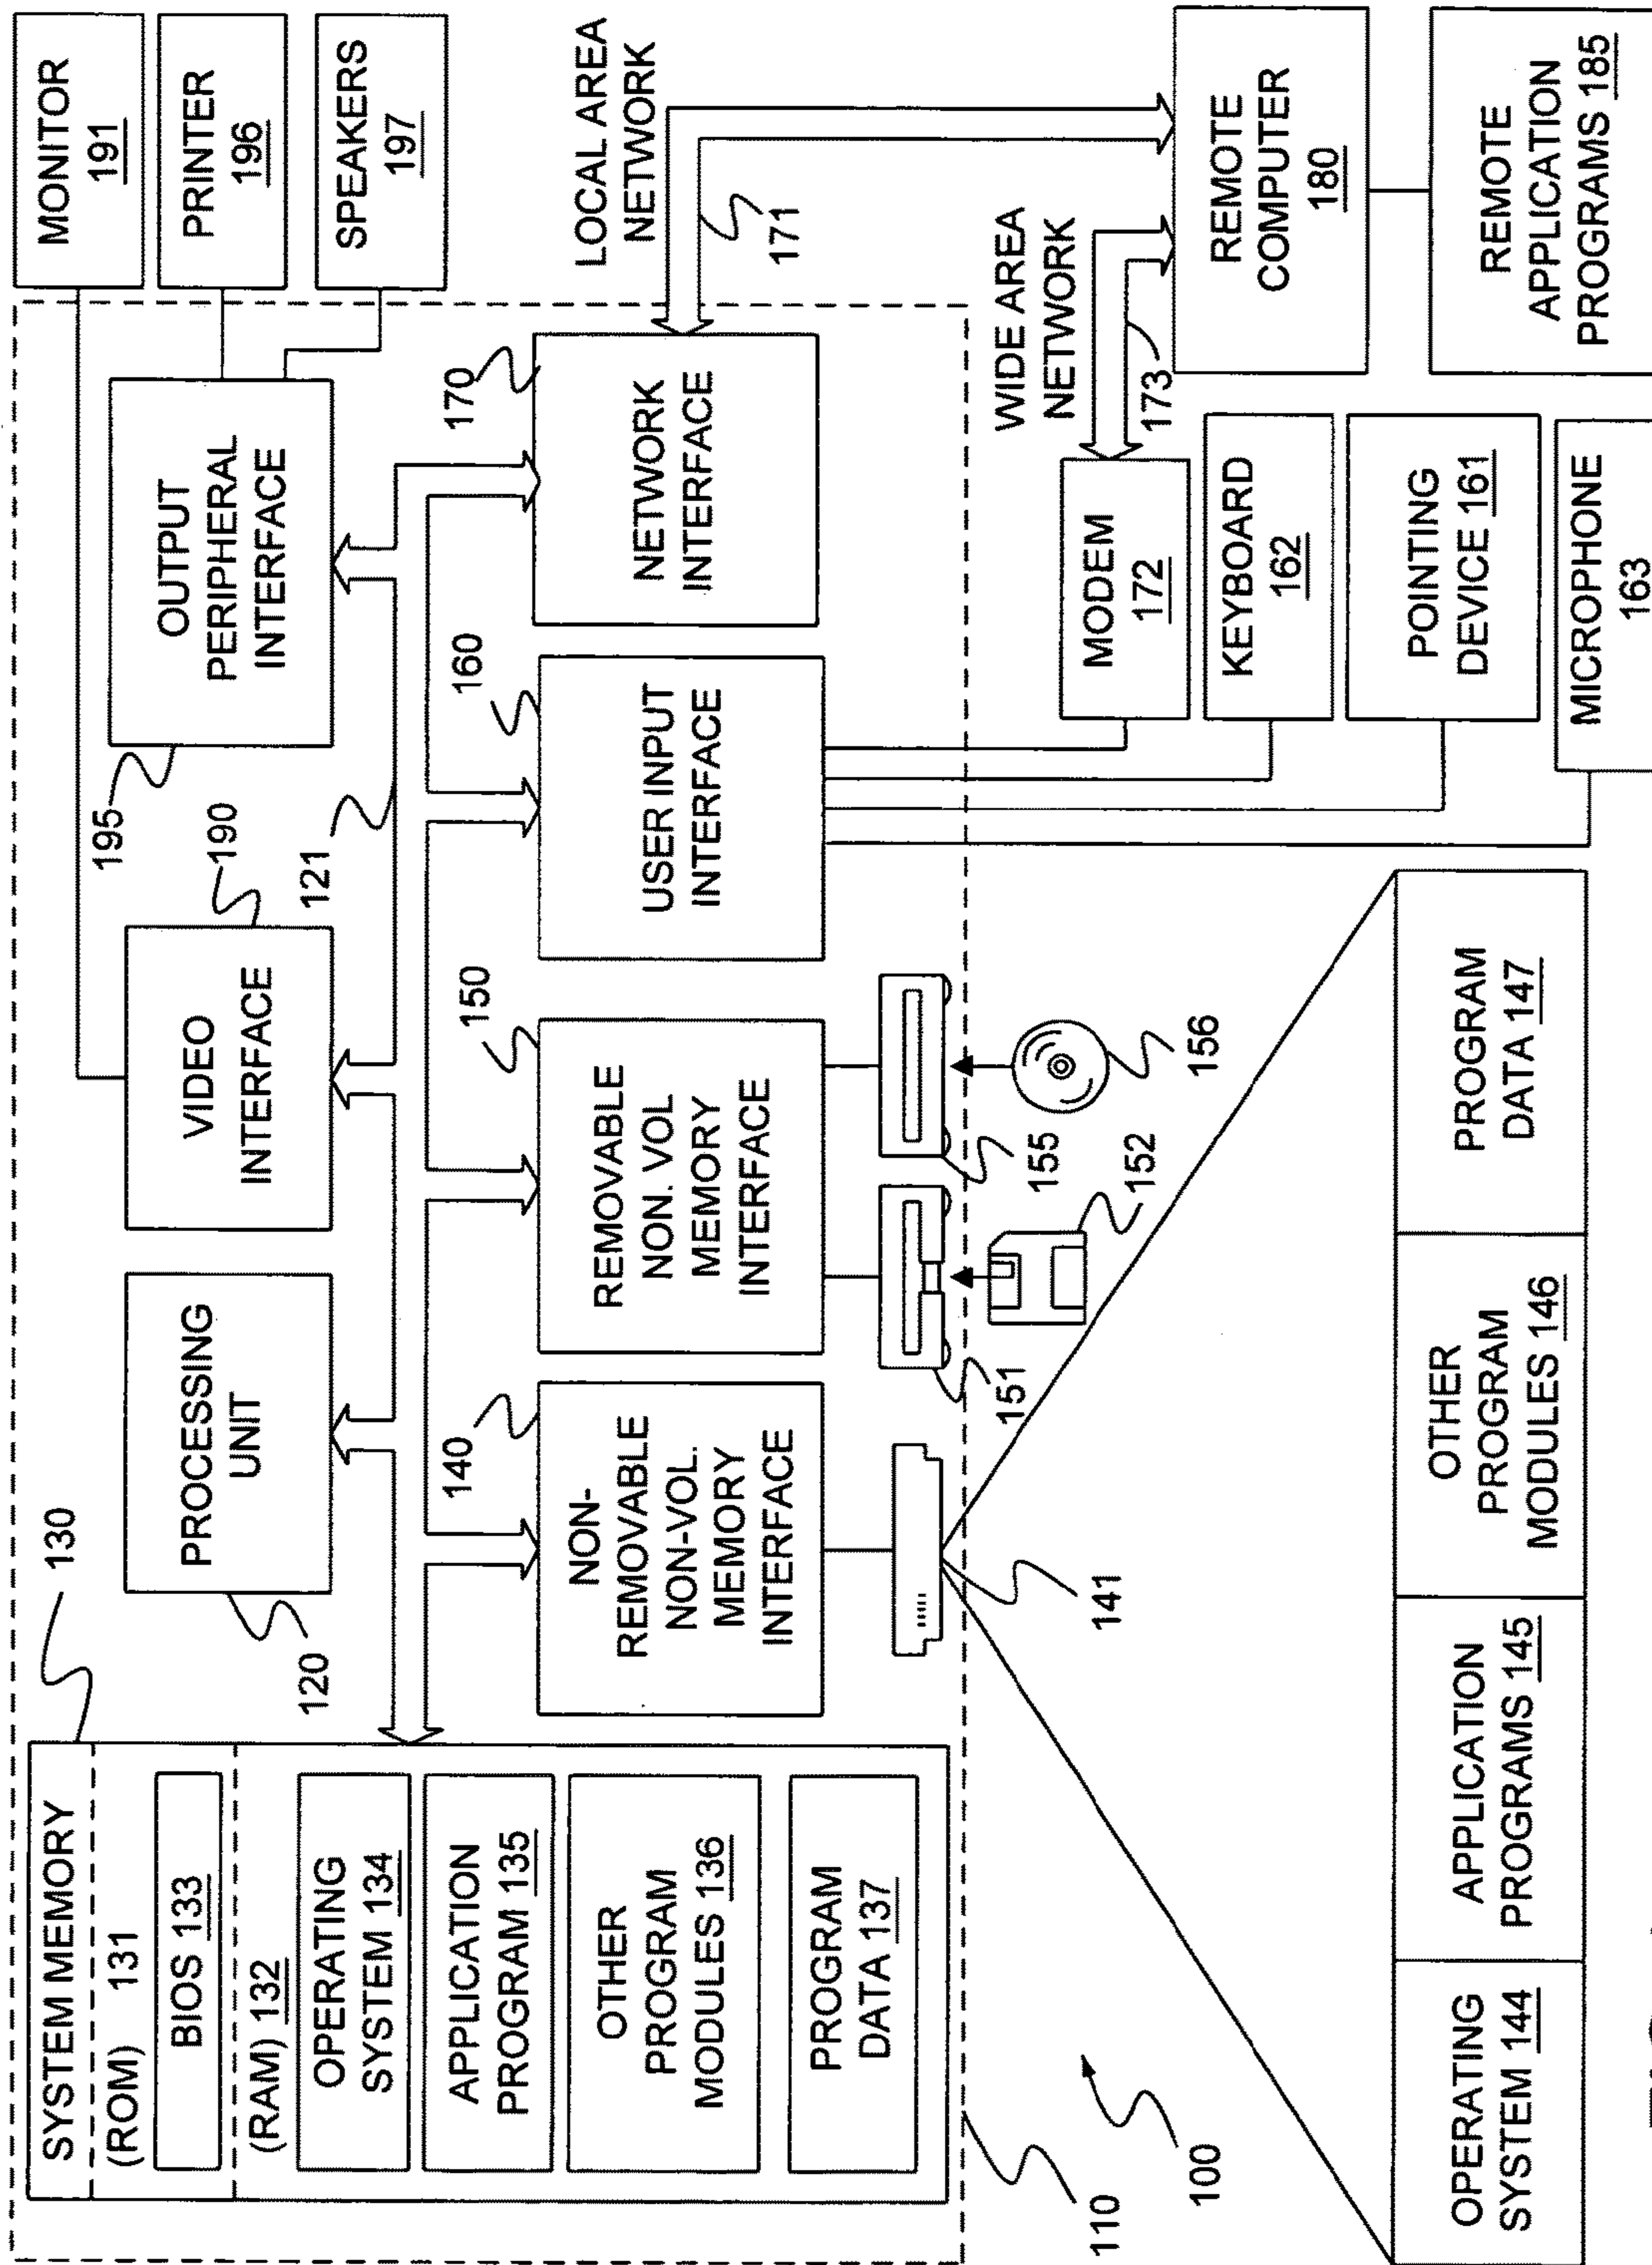 SYSTEM MEMORY
(ROM) 131
BIOS 133
(RAM) 132
OPERATING
SYSTEM 134
APPLICATION
PROGRAM 135
OTHER
PROGRAM
MODULES 136
PROGRAM
DATA 137
130
120
PROCESSING
UNIT
VIDEO
INTERFACE
190
121
195
OUTPUT
PERIPHERAL
INTERFACE
MONITOR
191
PRINTER
196
SPEAKERS
197
140
NON-
REMOVABLE
NON-VOL.
MEMORY
INTERFACE
150
REMOVABLE
NON. VOL
MEMORY
INTERFACE
160
USER INPUT
INTERFACE
170
NETWORK
INTERFACE
LOCAL AREA
NETWORK
171
WIDE AREA
NETWORK
173
141
151
152
155
156
MODEM
172
KEYBOARD
162
POINTING
DEVICE 161
MICROPHONE
163
REMOTE
COMPUTER
180
REMOTE
APPLICATION
PROGRAMS 185
110
100
OPERATING
SYSTEM 144
APPLICATION
PROGRAMS 145
OTHER
PROGRAM
MODULES 146
PROGRAM
DATA 147